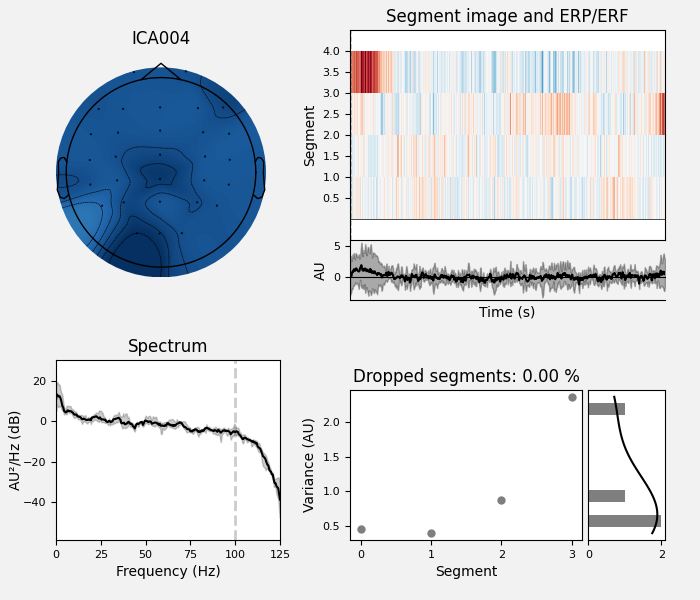 ICA004
Segment image and ERP/ERF
Segment
4.0
3.5
3.0
2.5
2.0
1.5
1.0
0.5
AU
5
0
Time (s)
Spectrum
AU²/Hz (dB)
20
0
−20
−40
0 25 50 75 100 125
Frequency (Hz)
Dropped segments: 0.00 %
Variance (AU)
2.0
1.5
1.0
0.5
0 1 2 3
Segment
0 2